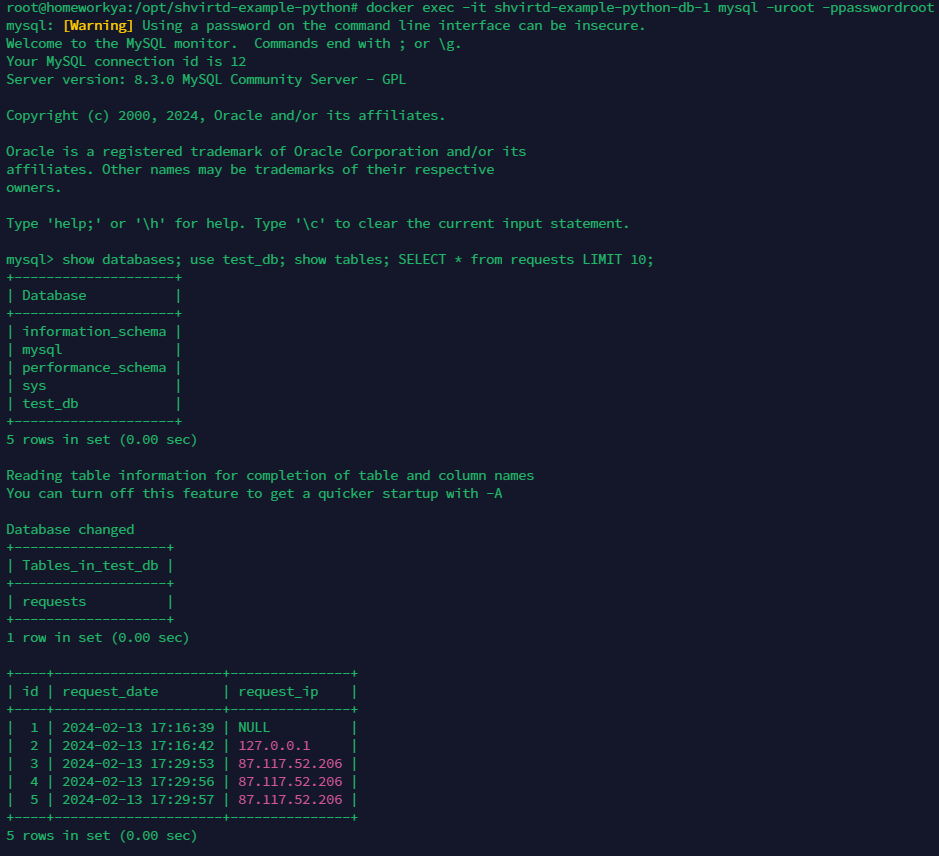 root@homeworkya:/opt/shvirtd-example-python# docker exec -it shvirtd-example-python-db-1 mysql -uroot -ppasswordroot
mysql: [Warning] Using a password on the command line interface can be insecure.
Welcome to the MySQL monitor.  Commands end with ; or \g.
Your MySQL connection id is 12
Server version: 8.3.0 MySQL Community Server - GPL

Copyright (c) 2000, 2024, Oracle and/or its affiliates.

Oracle is a registered trademark of Oracle Corporation and/or its
affiliates. Other names may be trademarks of their respective
owners.

Type 'help;' or '\h' for help. Type '\c' to clear the current input statement.

mysql> show databases; use test_db; show tables; SELECT * from requests LIMIT 10;
+--------------------+
| Database           |
+--------------------+
| information_schema |
| mysql              |
| performance_schema |
| sys                |
| test_db            |
+--------------------+
5 rows in set (0.00 sec)

Reading table information for completion of table and column names
You can turn off this feature to get a quicker startup with -A

Database changed
+-------------------+
| Tables_in_test_db |
+-------------------+
| requests          |
+-------------------+
1 row in set (0.00 sec)

+----+---------------------+---------------+
| id | request_date        | request_ip    |
+----+---------------------+---------------+
|  1 | 2024-02-13 17:16:39 | NULL          |
|  2 | 2024-02-13 17:16:42 | 127.0.0.1     |
|  3 | 2024-02-13 17:29:53 | 87.117.52.206 |
|  4 | 2024-02-13 17:29:56 | 87.117.52.206 |
|  5 | 2024-02-13 17:29:57 | 87.117.52.206 |
+----+---------------------+---------------+
5 rows in set (0.00 sec)